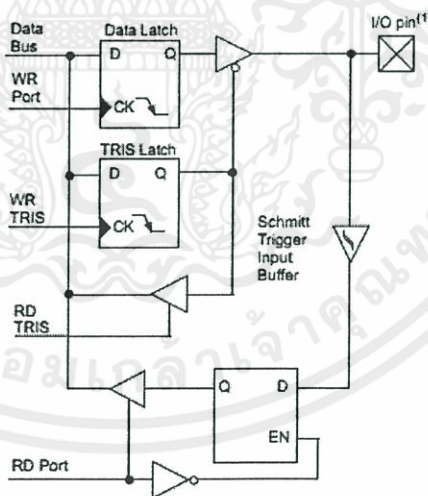 Data Bus
Data Latch
I/O pin(1
D
Q
WR Port
CK
TRIS Latch
D
Q
WR TRIS
CK
Schmitt Trigger Input Buffer
RD TRIS
Q
D
EN
RD Port